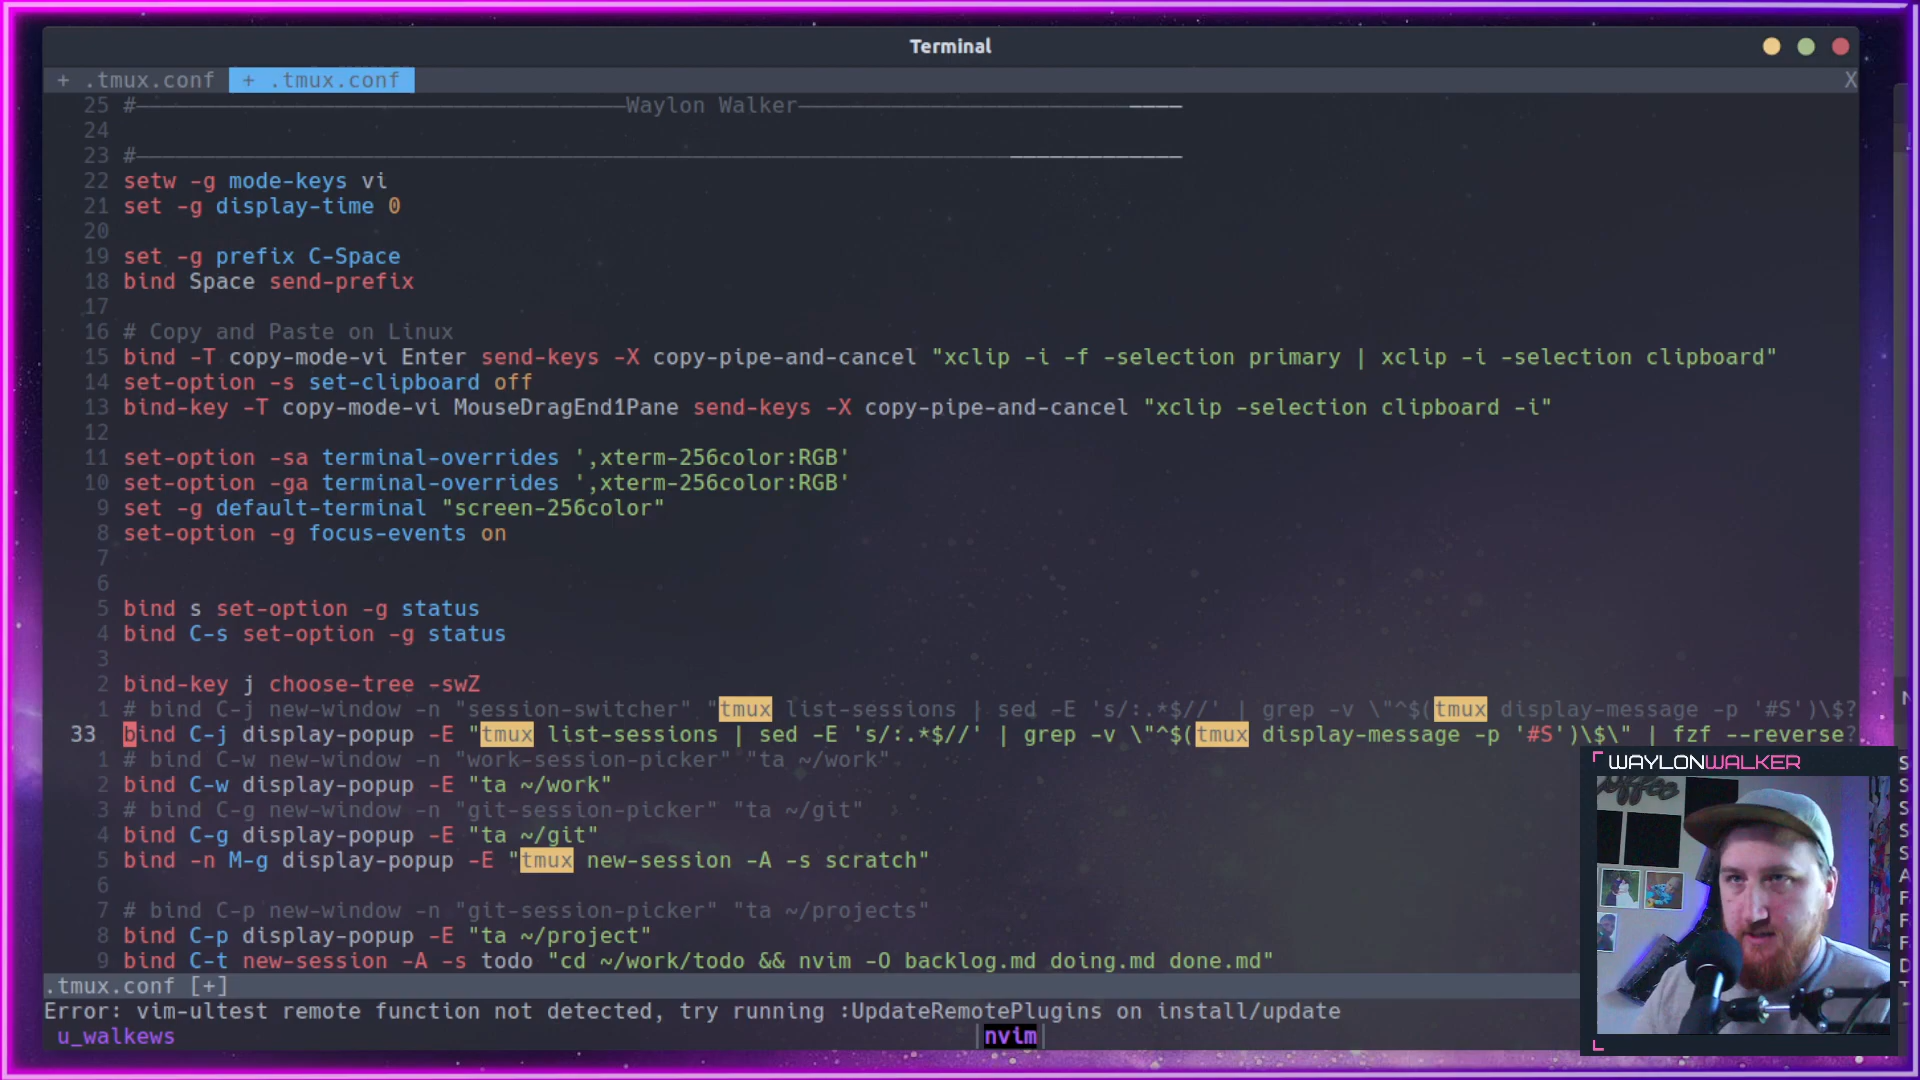 Terminal
+ .tmux.conf + .tmux.conf X
25 #————Waylon Walker————
24
23 #————
22 setw -g mode-keys vi
21 set -g display-time 0
20
19 set -g prefix C-Space
18 bind Space send-prefix
17
16 # Copy and Paste on Linux
15 bind -T copy-mode-vi Enter send-keys -X copy-pipe-and-cancel "xclip -i -f -selection primary | xclip -i -selection clipboard"
14 set-option -s set-clipboard off
13 bind-key -T copy-mode-vi MouseDragEnd1Pane send-keys -X copy-pipe-and-cancel "xclip -selection clipboard -i"
12
11 set-option -sa terminal-overrides ',xterm-256color:RGB'
10 set-option -ga terminal-overrides ',xterm-256color:RGB'
9 set -g default-terminal "screen-256color"
8 set-option -g focus-events on
7
6
5 bind s set-option -g status
4 bind C-s set-option -g status
3
2 bind-key j choose-tree -swZ
1 # bind C-j new-window -n "session-switcher" "tmux list-sessions | sed -E 's/:.*$//' | grep -v \"^$(tmux display-message -p '#S')\$?
33 bind C-j display-popup -E "tmux list-sessions | sed -E 's/:.*$//' | grep -v \"^$(tmux display-message -p '#S')\$\" | fzf --reverse?
1 # bind C-w new-window -n "work-session-picker" "ta ~/work"
2 bind C-w display-popup -E "ta ~/work"
3 # bind C-g new-window -n "git-session-picker" "ta ~/git"
4 bind C-g display-popup -E "ta ~/git"
5 bind -n M-g display-popup -E "tmux new-session -A -s scratch"
6
7 # bind C-p new-window -n "git-session-picker" "ta ~/projects"
8 bind C-p display-popup -E "ta ~/project"
9 bind C-t new-session -A -s todo "cd ~/work/todo && nvim -O backlog.md doing.md done.md"
.tmux.conf [+]
Error: vim-ultest remote function not detected, try running :UpdateRemotePlugins on install/update
u_walkews |nvim|
WAYLONWALKER
coffee